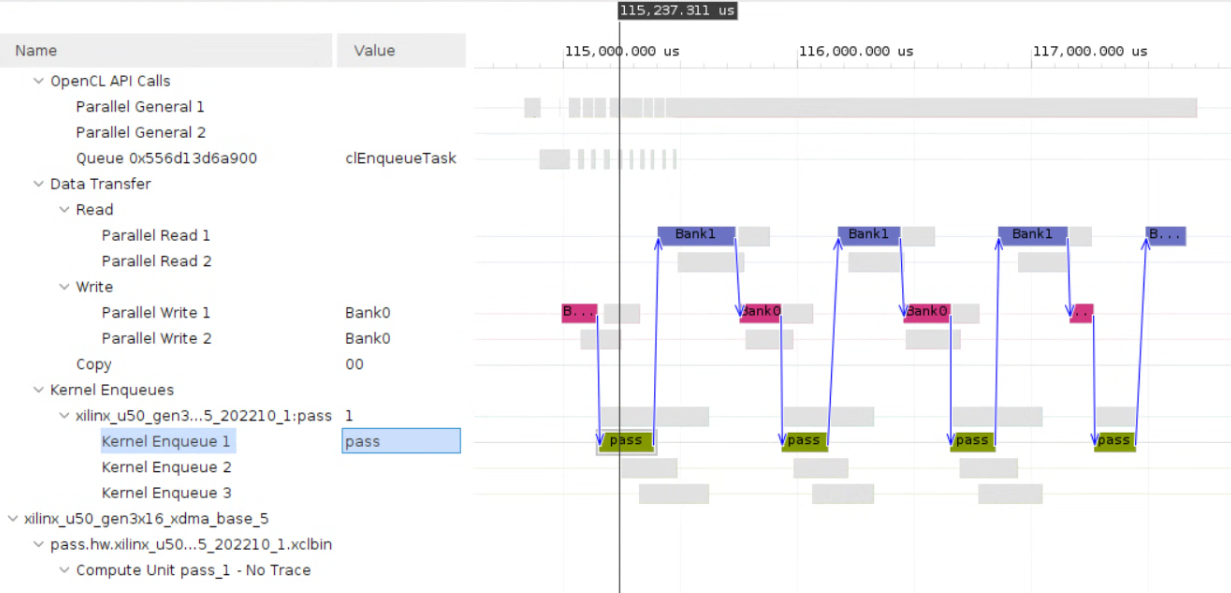 115,237.311 us
Name Value 115,000.000 us 116,000.000 us 117,000.000 us
OpenCL API Calls
Parallel General 1
Parallel General 2
Queue 0x556d13d6a900 clEnqueueTask
Data Transfer
Read
Parallel Read 1 Bank1 Bank1 Bank1 B...
Parallel Read 2
Write
Parallel Write 1 Bank0 B... Bank0 Bank0 ...
Parallel Write 2 Bank0
Copy 00
Kernel Enqueues
xilinx_u50_gen3...5_202210_1:pass 1
Kernel Enqueue 1 pass pass pass pass pass
Kernel Enqueue 2
Kernel Enqueue 3
xilinx_u50_gen3x16_xdma_base_5
pass.hw.xilinx_u50...5_202210_1.xclbin
Compute Unit pass_1 - No Trace